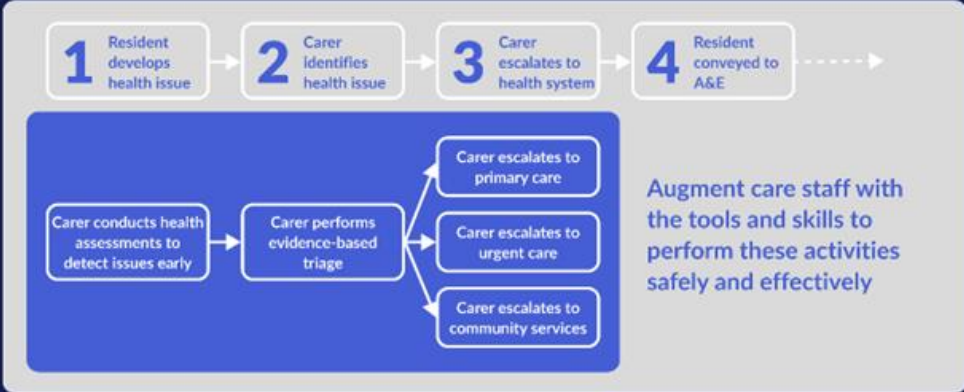 1
Resident
develops
health issue
2
Carer
identifies
health issue
3
Carer
escalates to
health system
4
Resident
conveyed to
A&E
Carer conducts health
assessments to
detect issues early
Carer performs
evidence-based
triage
Carer escalates to
primary care
Carer escalates to
urgent care
Carer escalates to
community services
Augment care staff with
the tools and skills to
perform these activities
safely and effectively